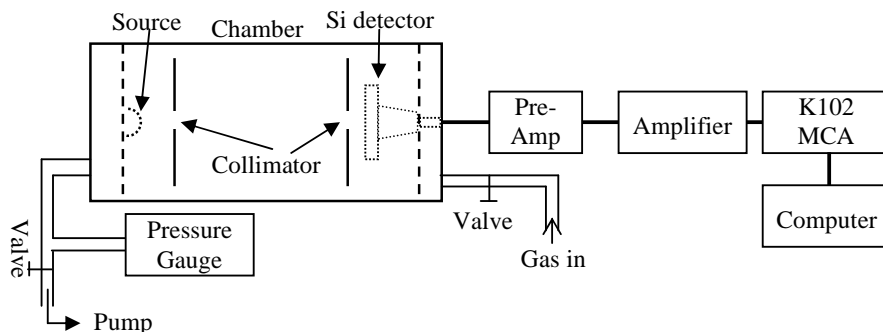 Source
Chamber
Si detector
Collimator
Pre-
Amp
Amplifier
K102
MCA
Computer
Valve
Gas in
Pressure
Gauge
Valve
Pump